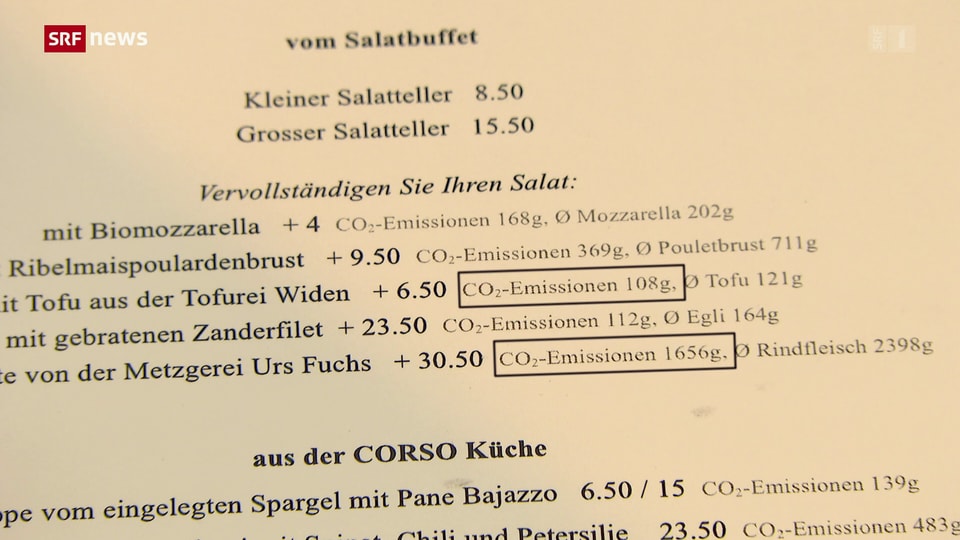 SRF news
SRF 1
vom Salatbuffet
Kleiner Salatteller 8.50
Grosser Salatteller 15.50
Vervollständigen Sie Ihren Salat:
mit Biomozzarella + 4 CO₂-Emissionen 168g, Ø Mozzarella 202g
Ribelmaispoulardenbrust + 9.50 CO₂-Emissionen 369g, Ø Pouletbrust 711g
it Tofu aus der Tofurei Widen + 6.50 CO₂-Emissionen 108g, Ø Tofu 121g
mit gebratenen Zanderfilet + 23.50 CO₂-Emissionen 112g, Ø Egli 164g
te von der Metzgerei Urs Fuchs + 30.50 CO₂-Emissionen 1656g, Ø Rindfleisch 2398g
aus der CORSO Küche
ppe vom eingelegten Spargel mit Pane Bajazzo 6.50 / 15 CO₂-Emissionen 139g
Chili und Petersilie 23.50 CO₂-Emissionen 483g